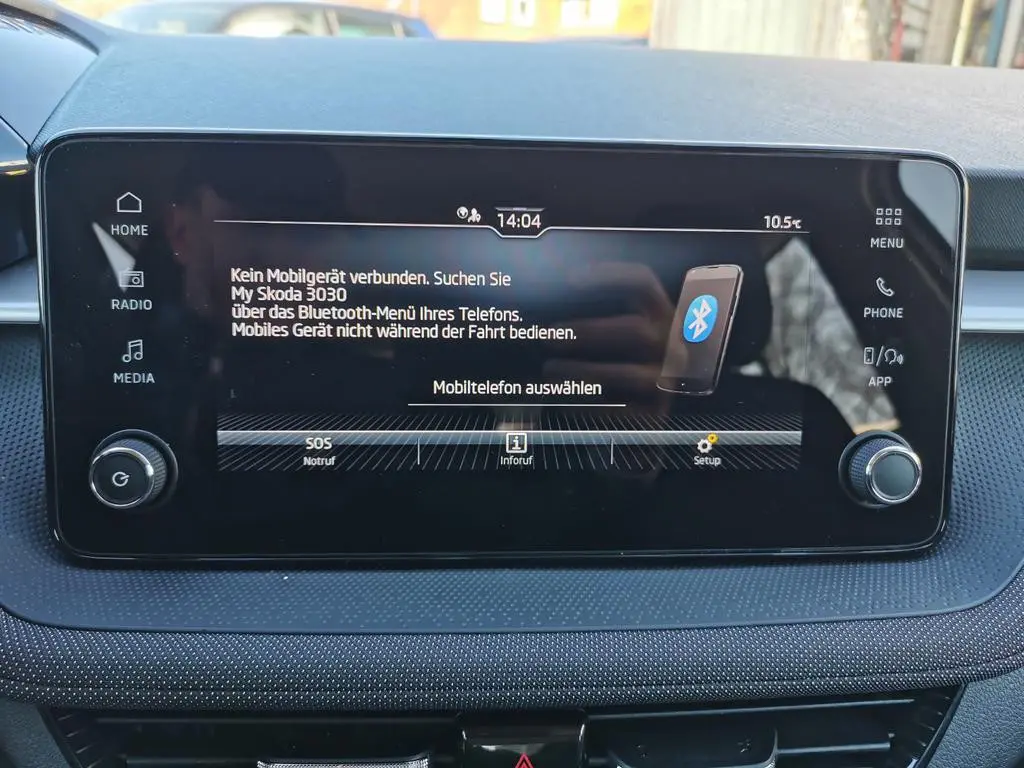 14:04
10.5°C
HOME
RADIO
MEDIA
Kein Mobilgerät verbunden. Suchen Sie
My Skoda 3030
über das Bluetooth-Menü Ihres Telefons.
Mobiles Gerät nicht während der Fahrt bedienen.
Mobiltelefon auswählen
SOS
Notruf
i
Inforuf
Setup
MENU
PHONE
APP